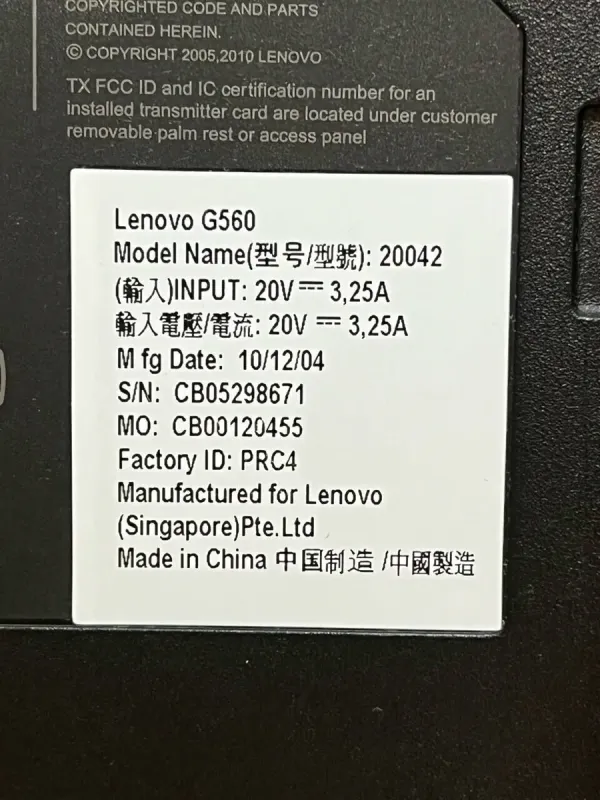 COPYRIGHTED CODE AND PARTS
CONTAINED HEREIN.
© COPYRIGHT 2005,2010 LENOVO
TX FCC ID and IC certification number for an
installed transmitter card are located under customer
removable palm rest or access panel
Lenovo G560
Model Name(型号/型號): 20042
(輸入)INPUT: 20V⎓ 3,25A
輸入電壓/電流: 20V ⎓ 3,25A
M fg Date: 10/12/04
S/N: CB05298671
MO: CB00120455
Factory ID: PRC4
Manufactured for Lenovo
(Singapore)Pte.Ltd
Made in China 中国制造 /中國製造